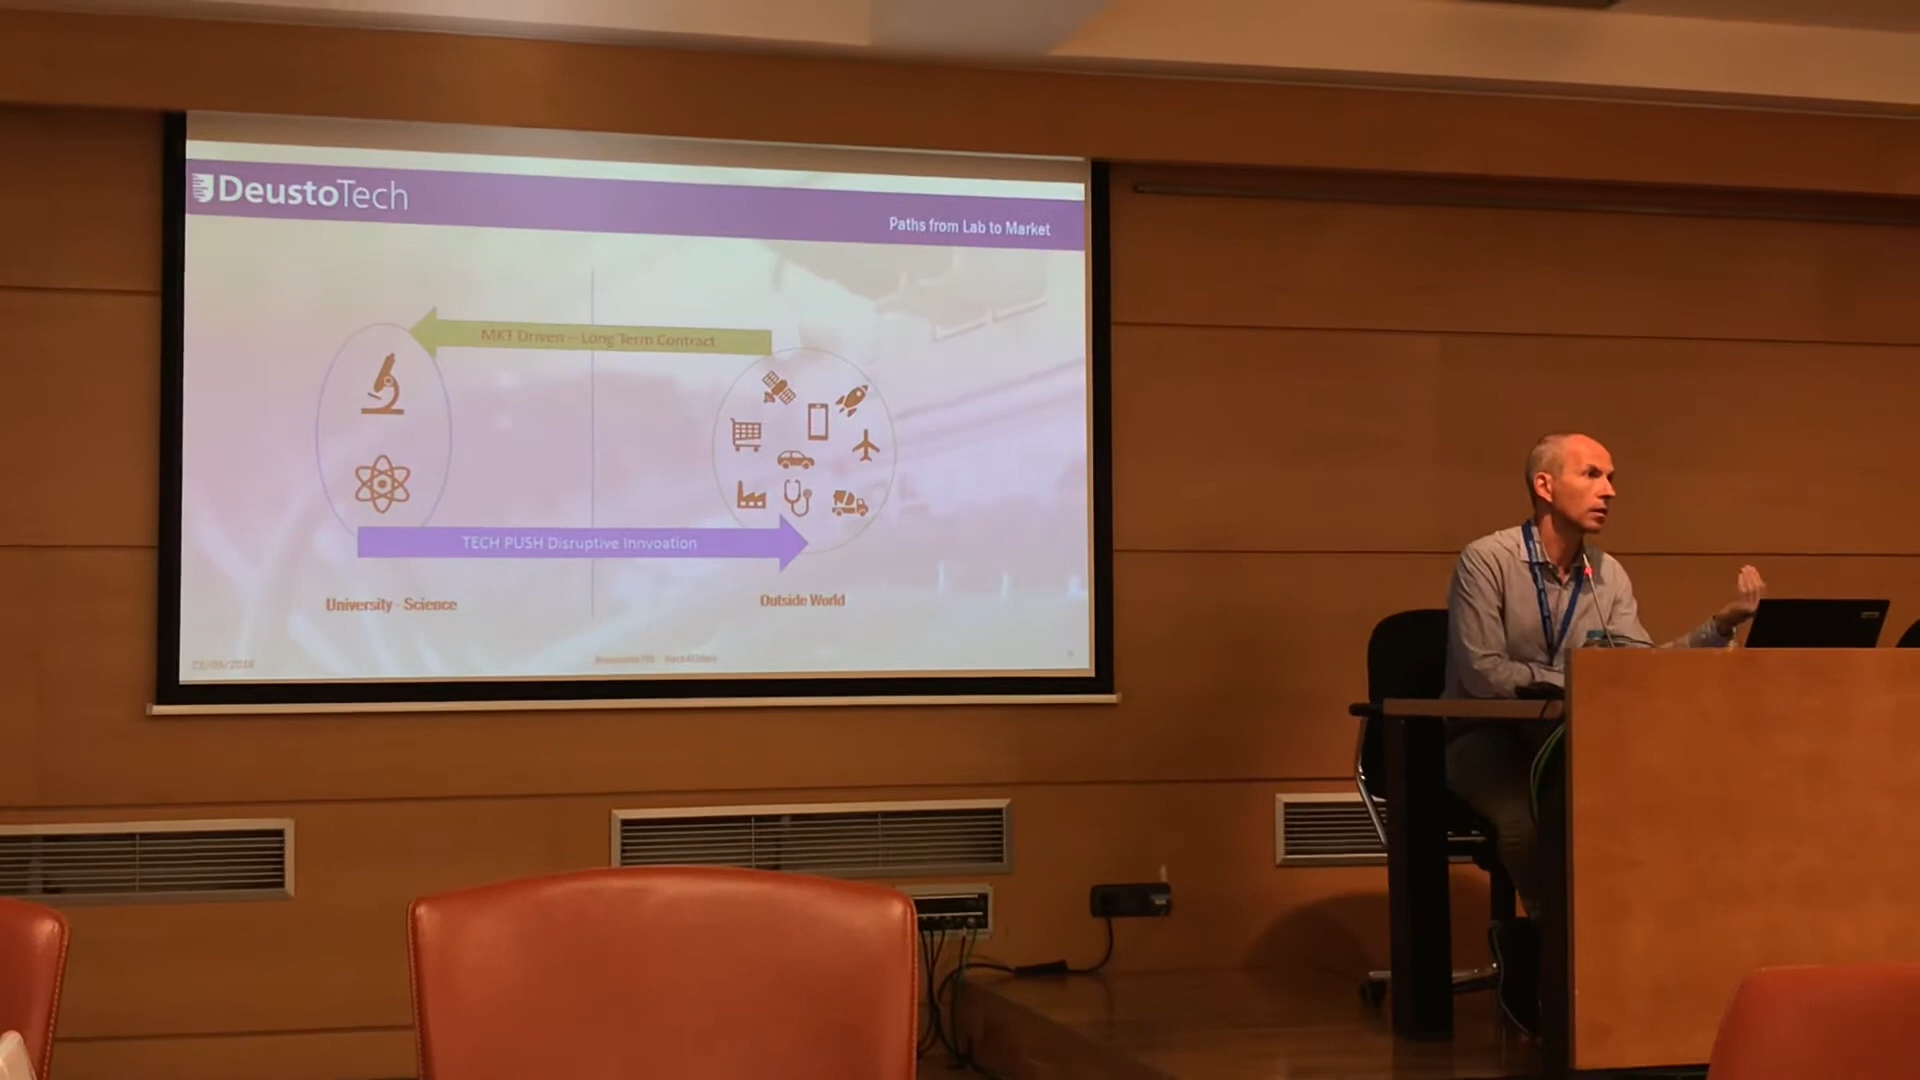 DeustoTech
Paths from Lab to Market
MKT Driven – Long Term Contract
TECH PUSH Disruptive Innvoation
University - Science
Outside World